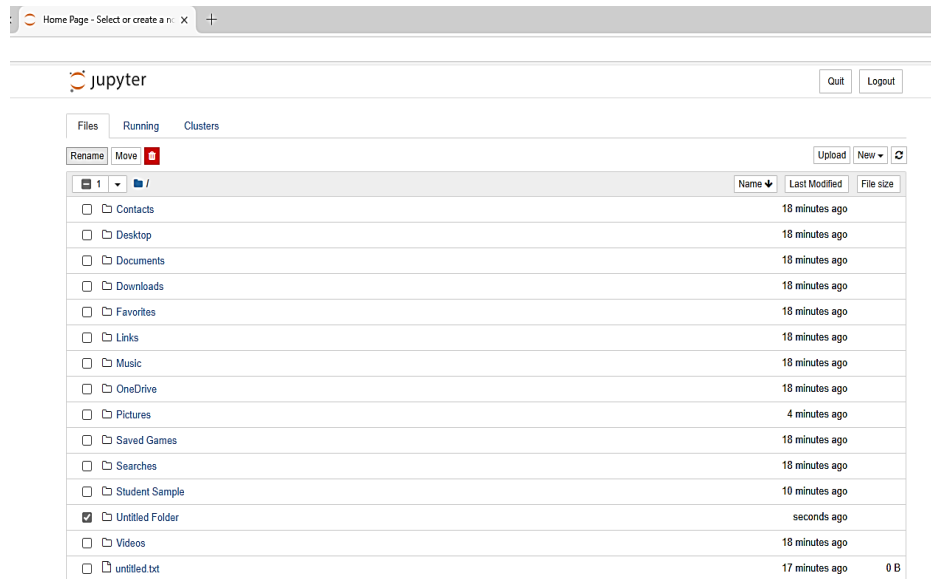 Home Page - Select or create a no
jupyter
Quit Logout
Files Running Clusters
Rename Move
Upload New
1 / Name Last Modified File size
Contacts 18 minutes ago
Desktop 18 minutes ago
Documents 18 minutes ago
Downloads 18 minutes ago
Favorites 18 minutes ago
Links 18 minutes ago
Music 18 minutes ago
OneDrive 18 minutes ago
Pictures 4 minutes ago
Saved Games 18 minutes ago
Searches 18 minutes ago
Student Sample 10 minutes ago
Untitled Folder seconds ago
Videos 18 minutes ago
untitled.txt 17 minutes ago 0 B